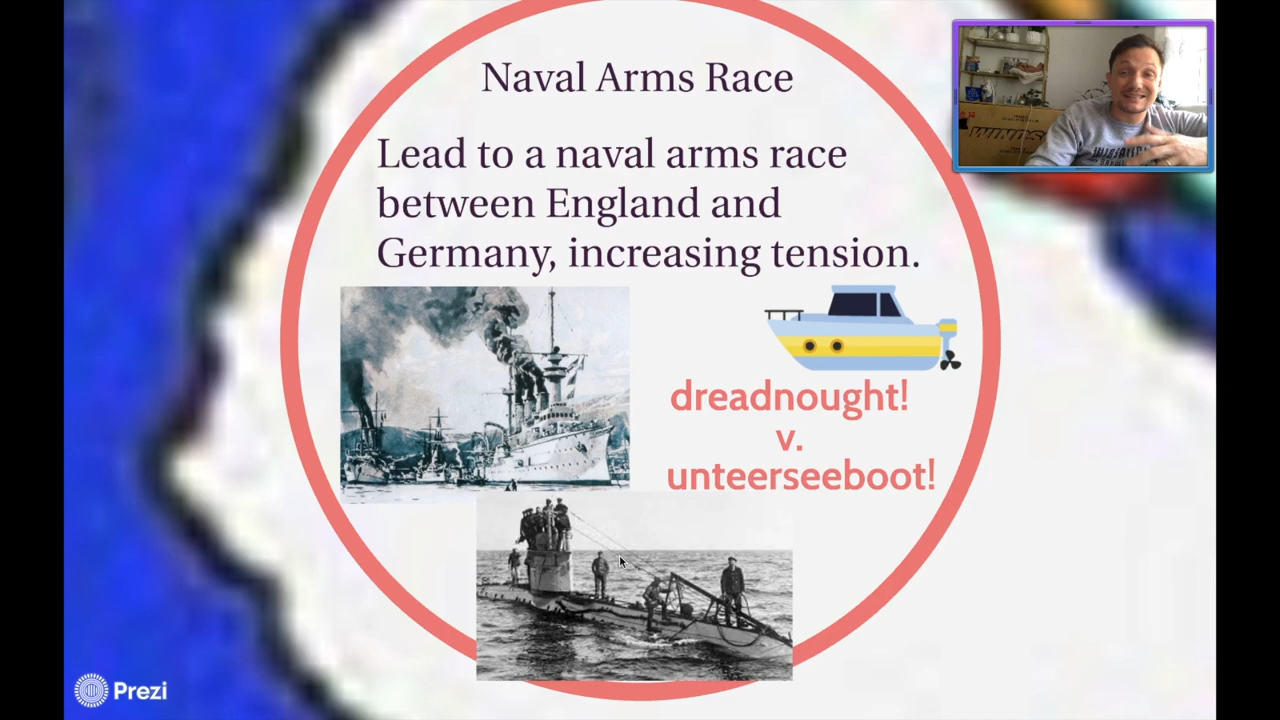 Naval Arms Race
Lead to a naval arms race
between England and
Germany, increasing tension.
dreadnought!
v.
unteerseeboot!
Prezi